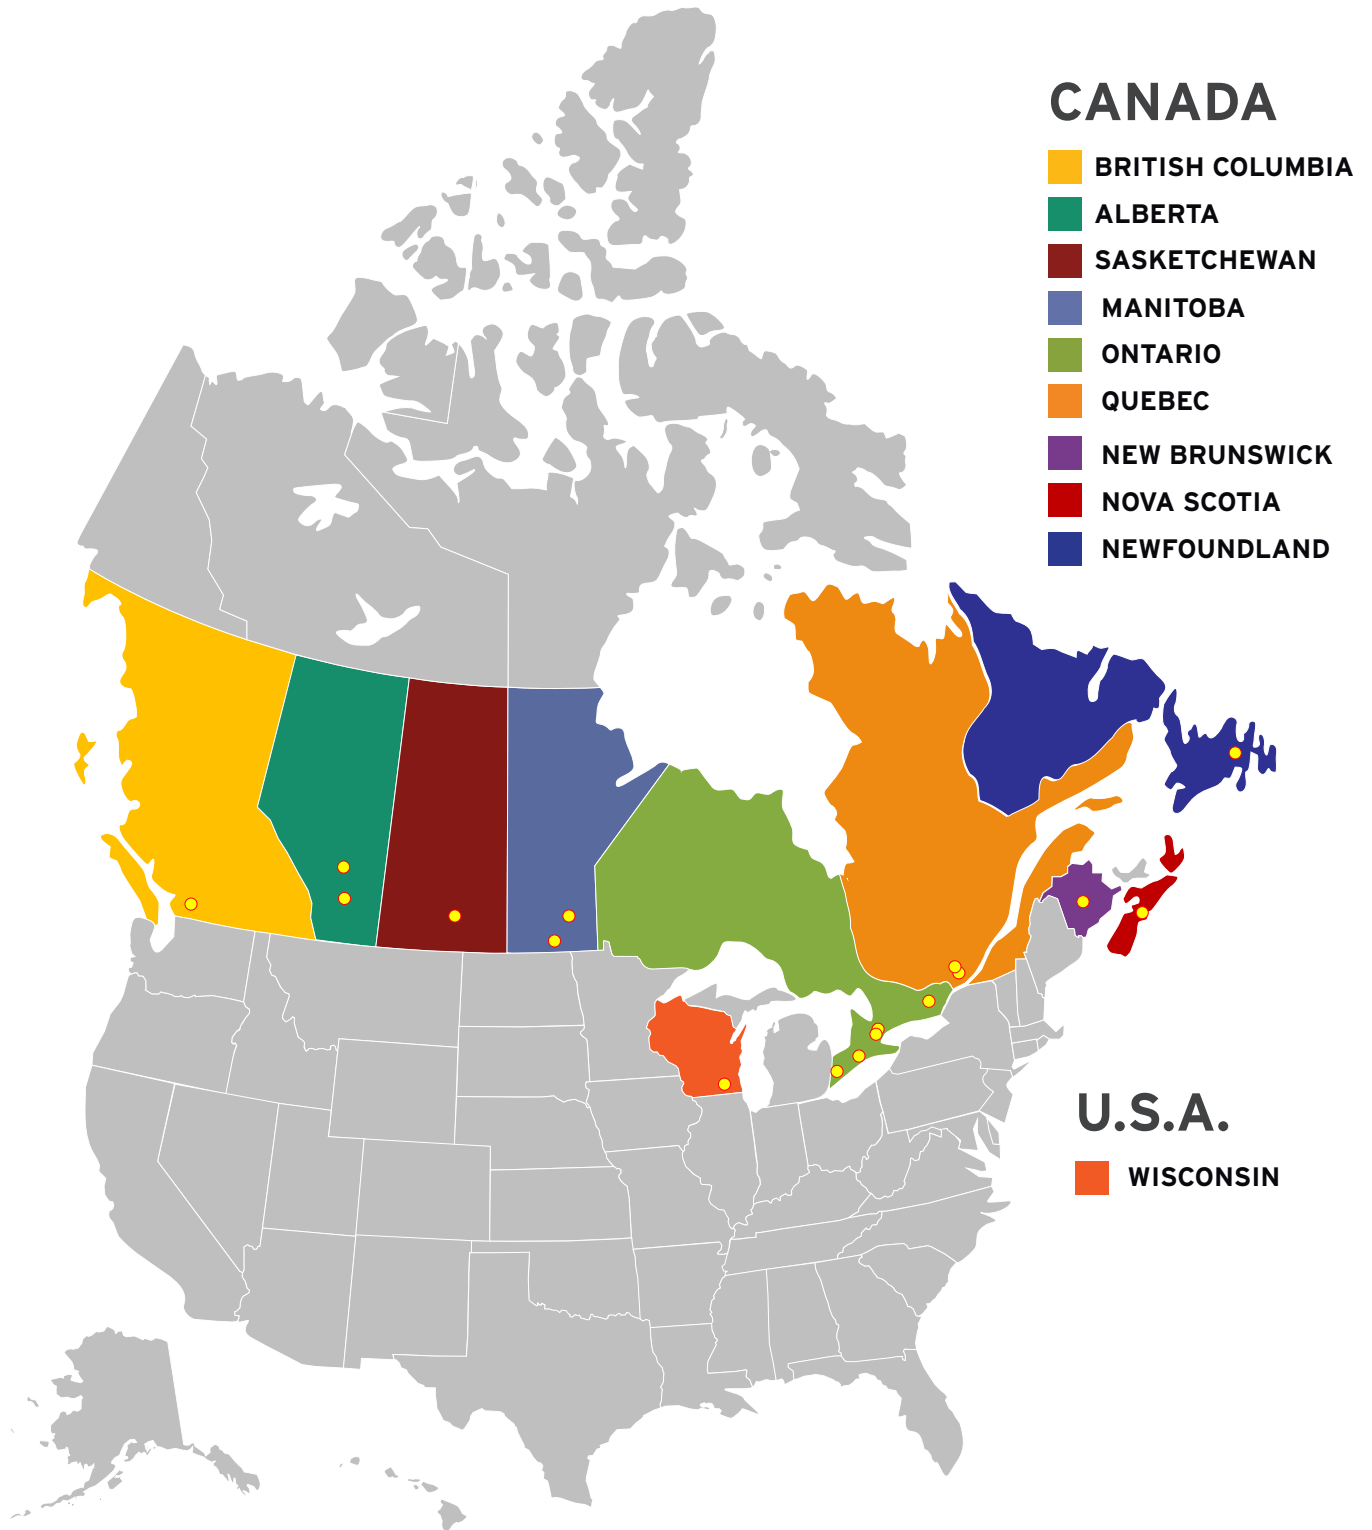 CANADA
BRITISH COLUMBIA
ALBERTA
SASKETCHEWAN
MANITOBA
ONTARIO
QUEBEC
NEW BRUNSWICK
NOVA SCOTIA
NEWFOUNDLAND
U.S.A.
WISCONSIN